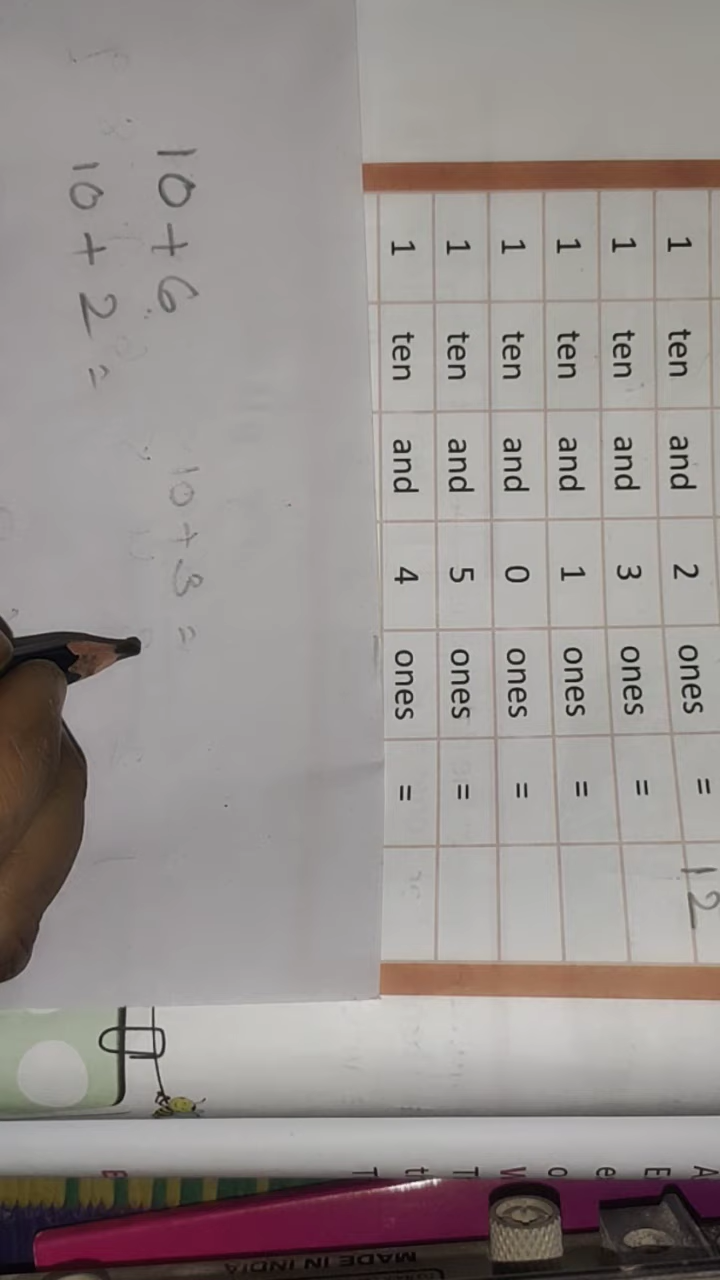 1 ten and 2 ones = 12
1 ten and 3 ones =
1 ten and 1 ones =
1 ten and 0 ones =
1 ten and 5 ones =
1 ten and 4 ones =
10 + 6
10 + 3 =
10 + 2 =
MADE IN INDIA